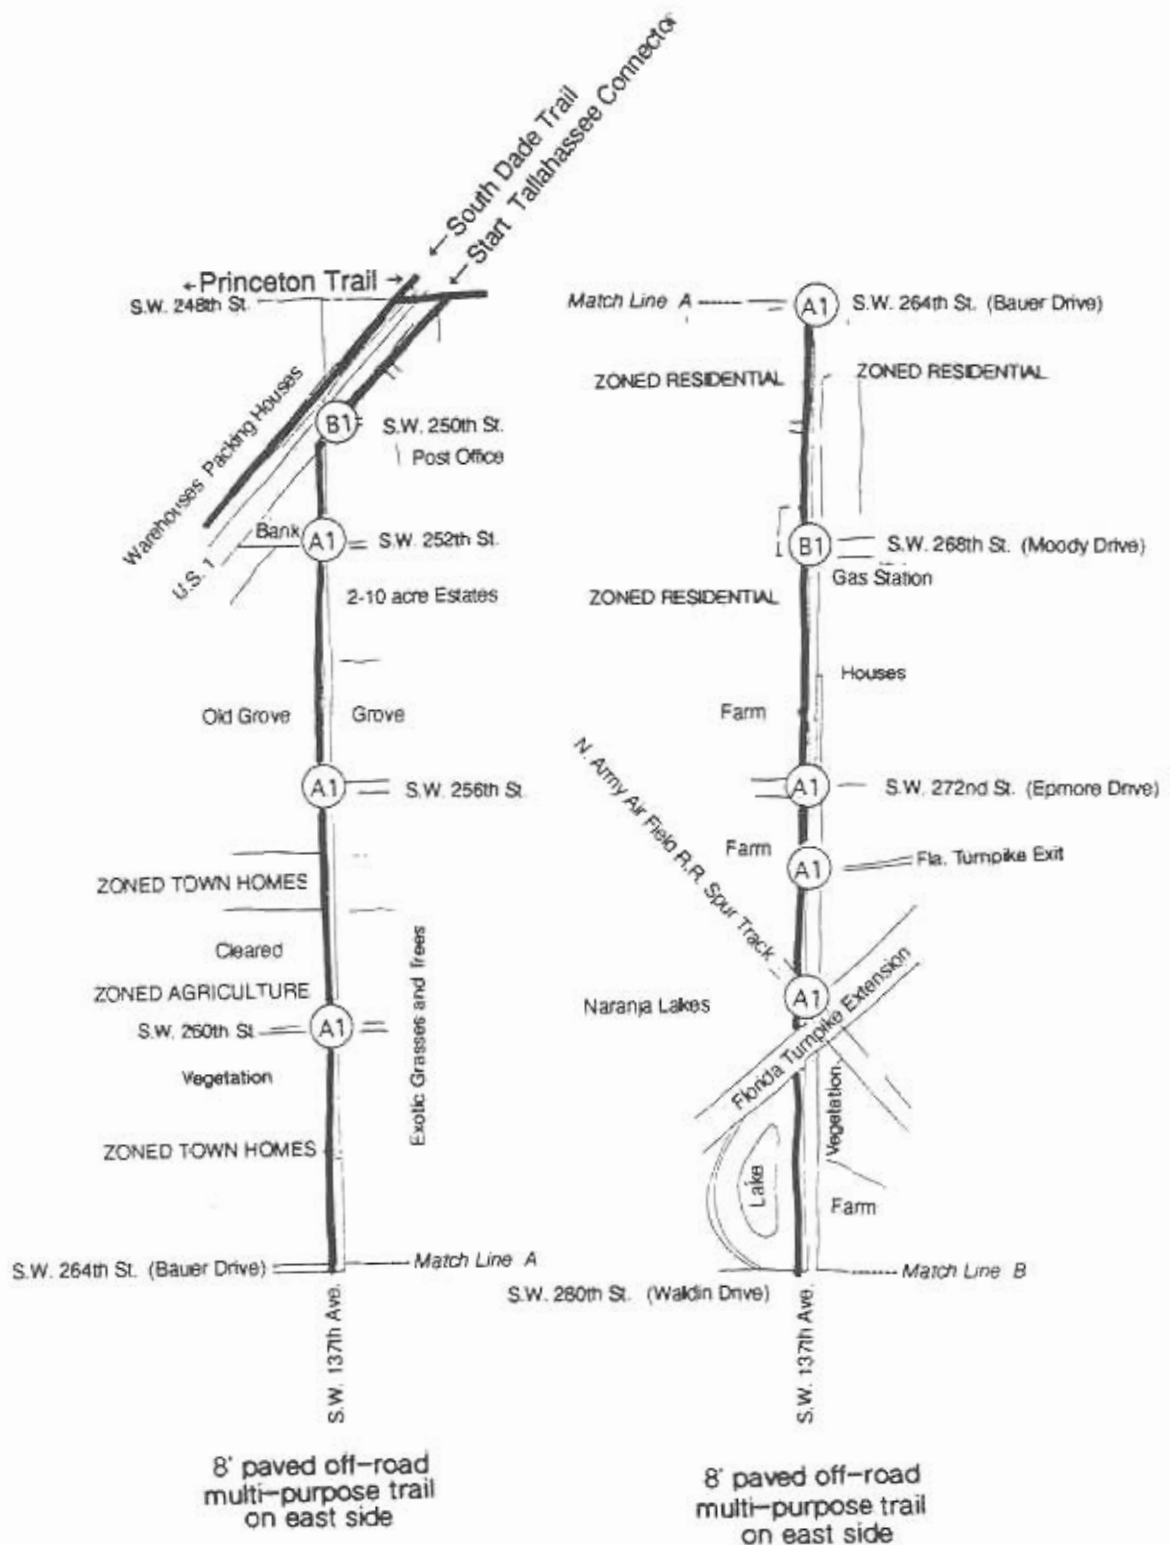 South Dade Trail
Start Tallahassee Connector
←Princeton Trail→
S.W. 248th St.
Warehouses Packing Houses
B1
S.W. 250th St.
Post Office
U.S. 1
Bank
A1
S.W. 252th St.
2-10 acre Estates
Old Grove
Grove
A1
S.W. 256th St.
ZONED TOWN HOMES
Cleared
ZONED AGRICULTURE
Exotic Grasses and Trees
S.W. 260th St.
A1
Vegetation
ZONED TOWN HOMES
S.W. 264th St. (Bauer Drive)
Match Line A
S.W. 137th Ave.
8' paved off-road
multi-purpose trail
on east side
Match Line A
A1
S.W. 264th St. (Bauer Drive)
ZONED RESIDENTIAL
ZONED RESIDENTIAL
B1
S.W. 268th St. (Moody Drive)
Gas Station
ZONED RESIDENTIAL
Houses
Farm
N. Army Air Field R.R. Spur Track
A1
S.W. 272nd St. (Epmore Drive)
Farm
A1
Fla. Turnpike Exit
Naranja Lakes
A1
Florida Turnpike Extension
Vegetation
Lake
Farm
S.W. 280th St. (Waldin Drive)
Match Line B
S.W. 137th Ave.
8' paved off-road
multi-purpose trail
on east side